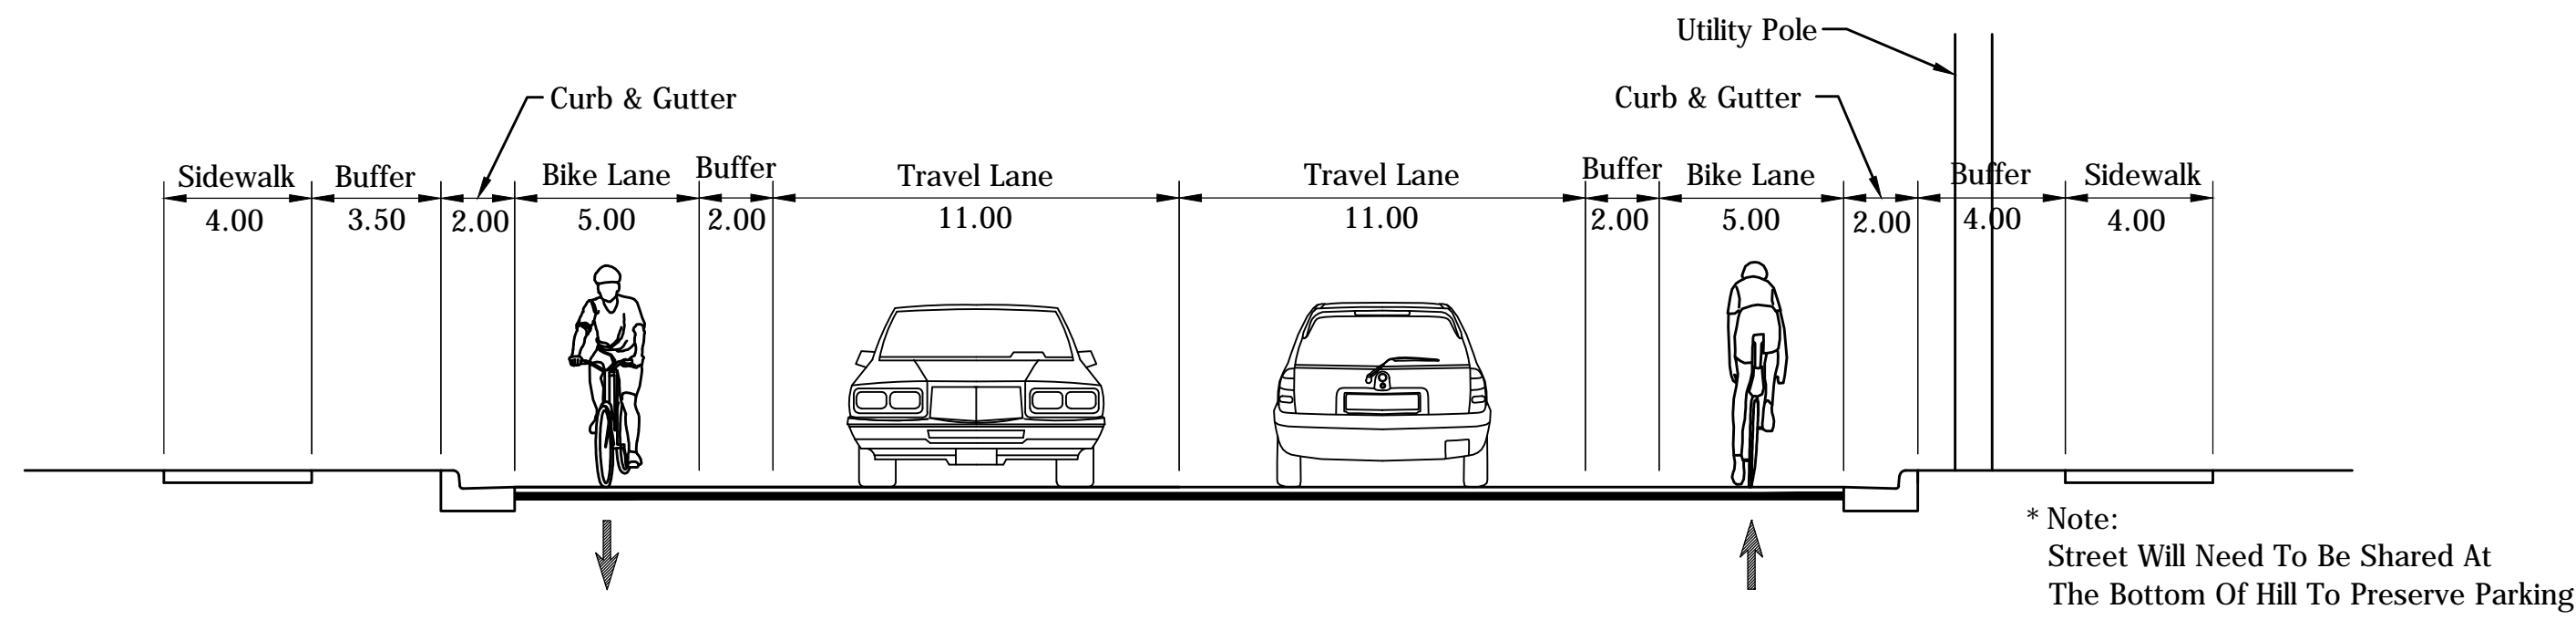 Utility Pole
Curb & Gutter
Curb & Gutter
Sidewalk Buffer Bike Lane Buffer Travel Lane Travel Lane Buffer Bike Lane Buffer Sidewalk
4.00 3.50 2.00 5.00 2.00 11.00 11.00 2.00 5.00 2.00 4.00 4.00
* Note:
Street Will Need To Be Shared At
The Bottom Of Hill To Preserve Parking